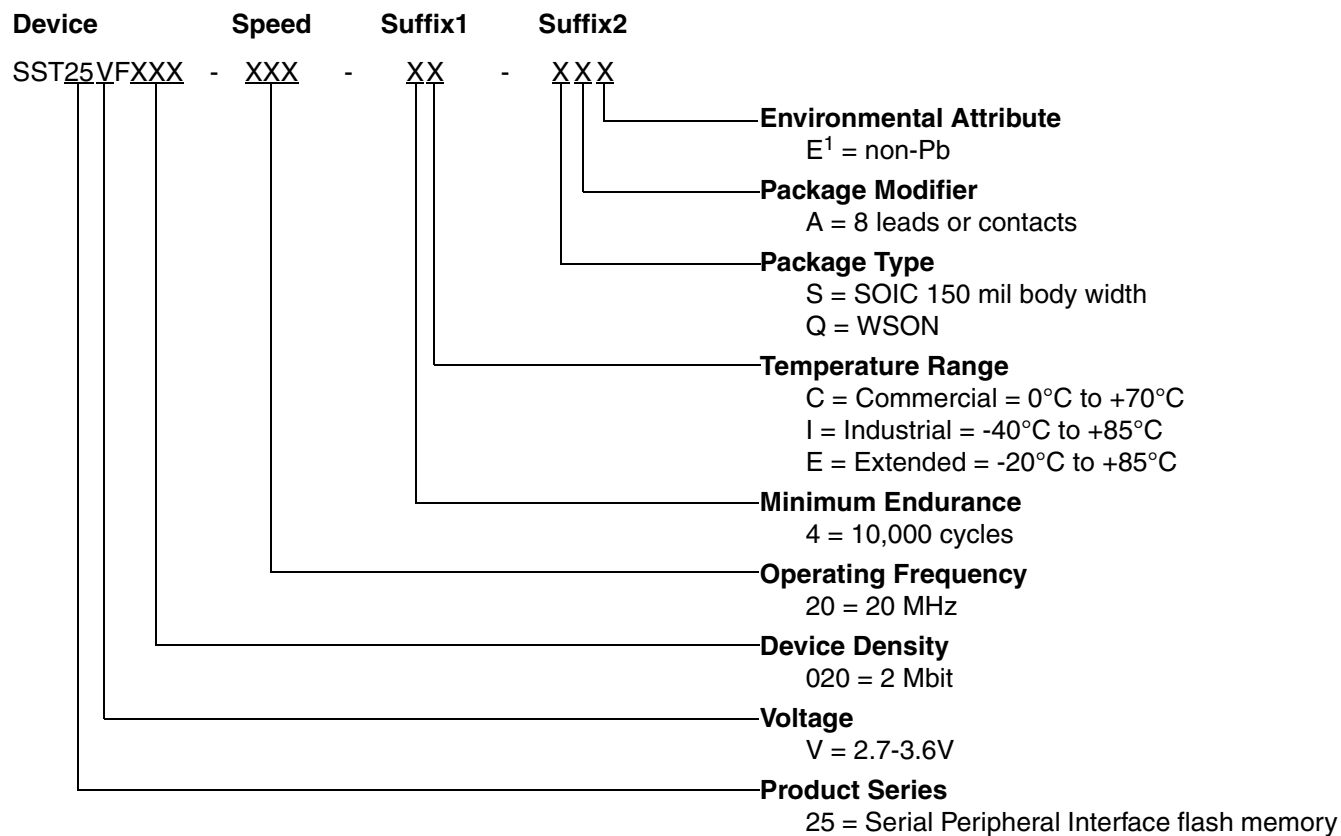 Device Speed Suffix1 Suffix2
SST25VFXXX - XXX - XX - XXX
Environmental Attribute
E1 = non-Pb
Package Modifier
A = 8 leads or contacts
Package Type
S = SOIC 150 mil body width
Q = WSON
Temperature Range
C = Commercial = 0°C to +70°C
I = Industrial = -40°C to +85°C
E = Extended = -20°C to +85°C
Minimum Endurance
4 = 10,000 cycles
Operating Frequency
20 = 20 MHz
Device Density
020 = 2 Mbit
Voltage
V = 2.7-3.6V
Product Series
25 = Serial Peripheral Interface flash memory